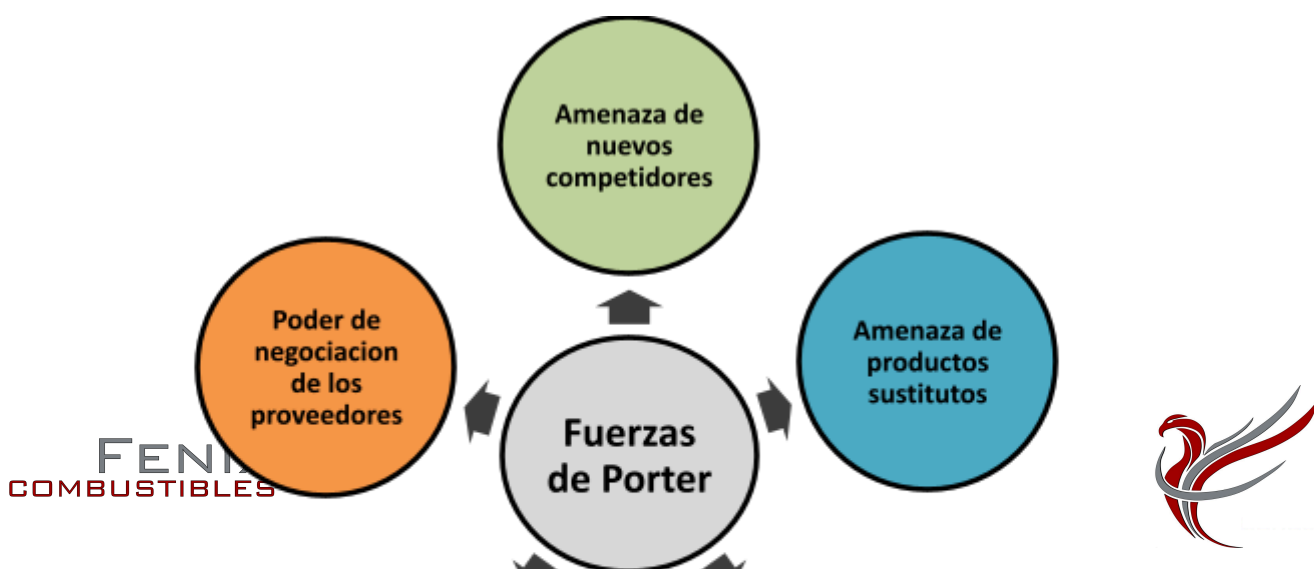 Amenaza de
nuevos
competidores
Poder de
negociacion
de los
proveedores
Amenaza de
productos
sustitutos
Fuerzas
de Porter
COMBUSTIBLES